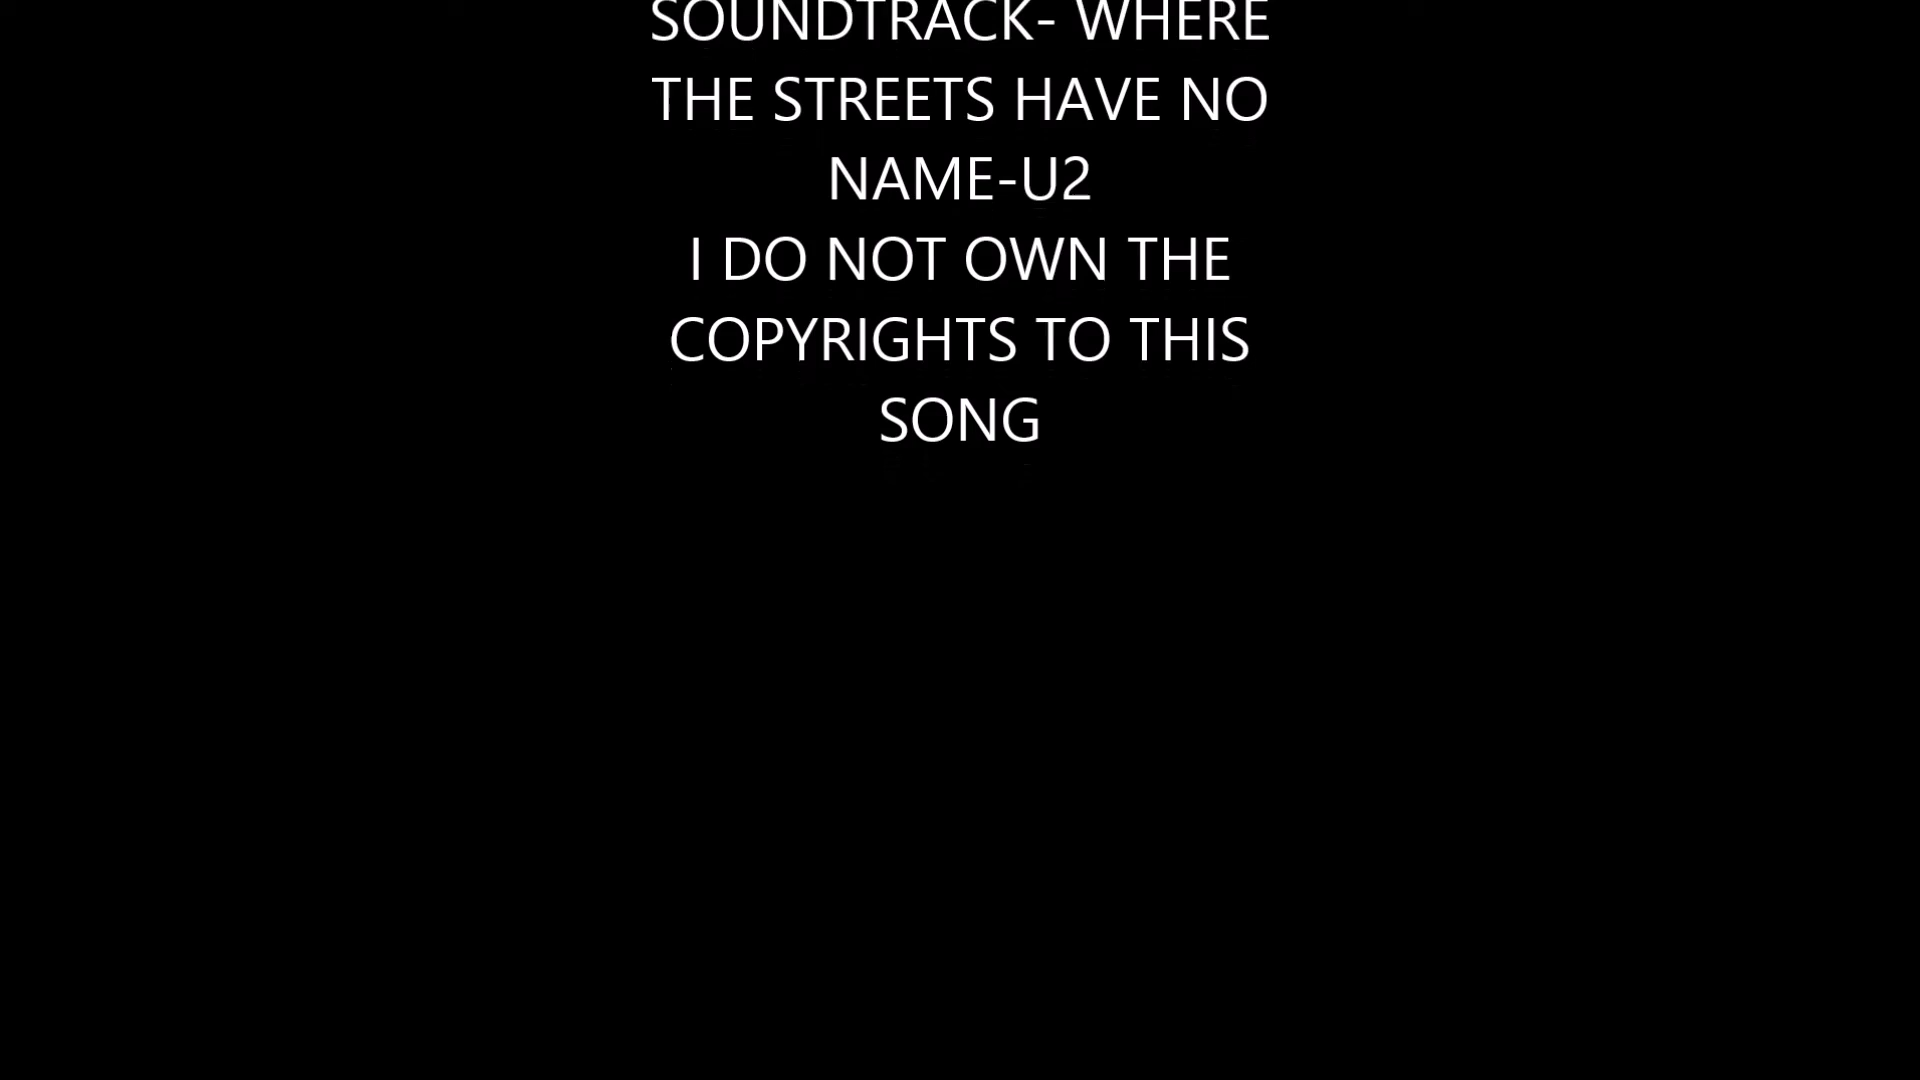 SOUNDTRACK- WHERE
THE STREETS HAVE NO
NAME-U2
I DO NOT OWN THE
COPYRIGHTS TO THIS
SONG